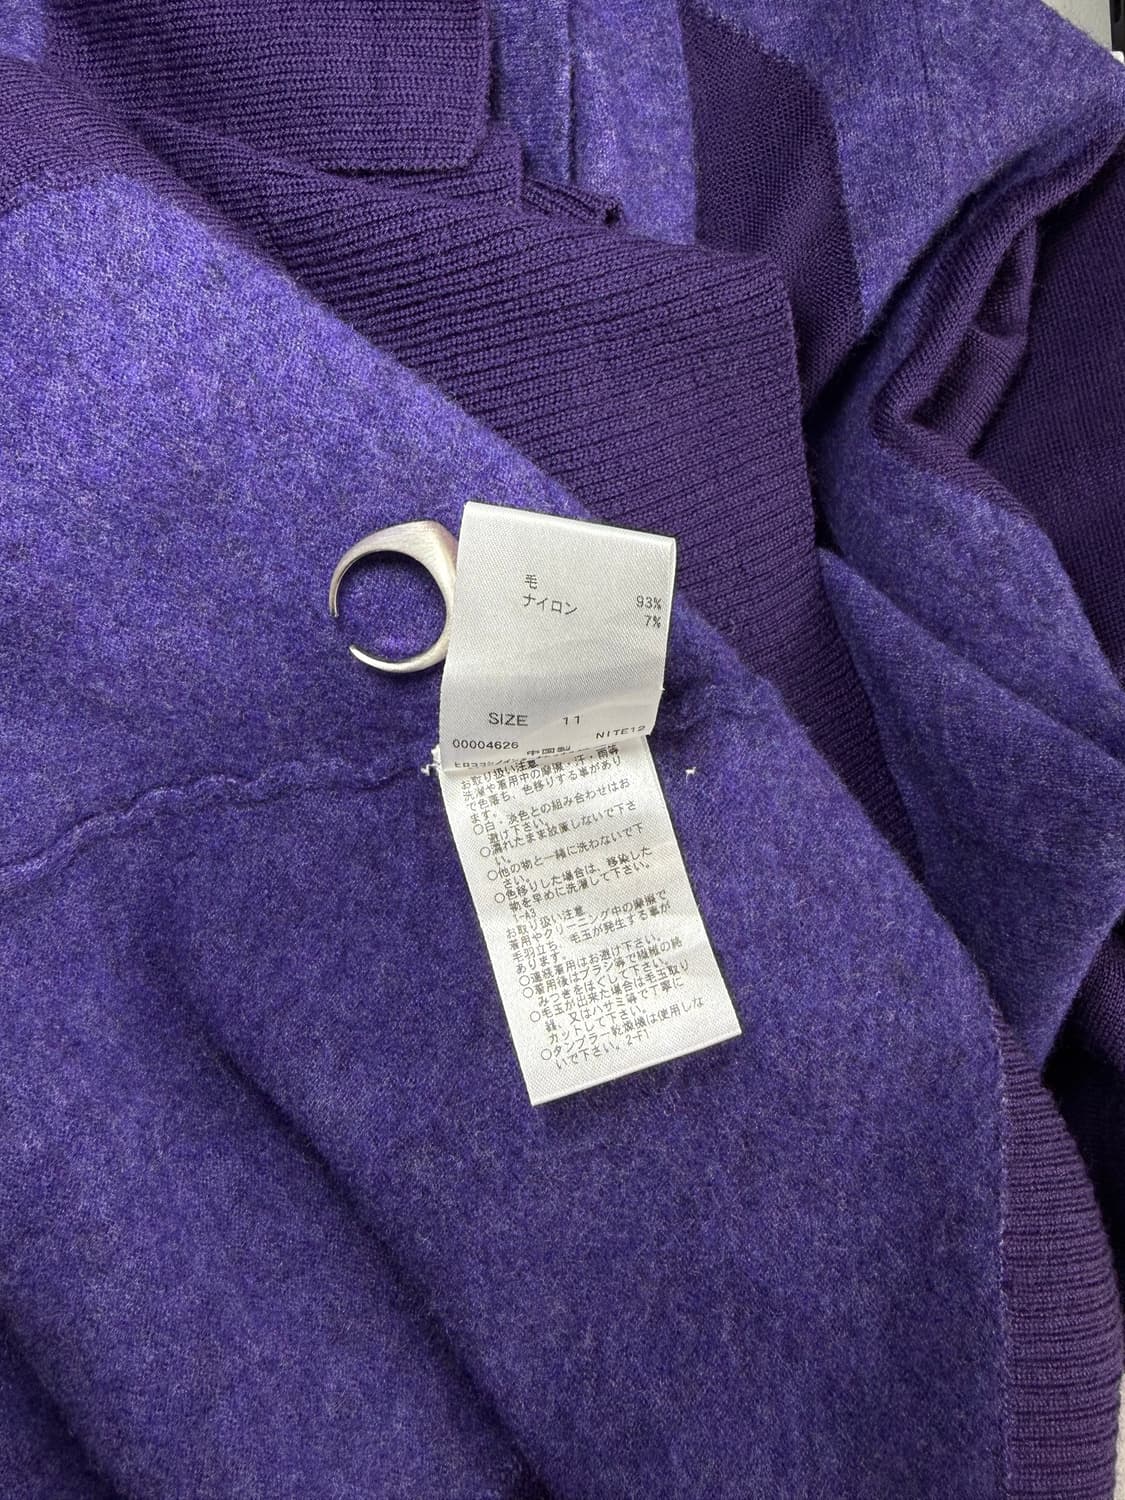 毛
ナイロン 93%
7%
SIZE 11
00004626 中国製 NITE12
お取り扱い注意
洗濯や着用中の摩擦、汗・雨等
で色落ち、色移りする事があり
ます。
○白・淡色との組み合わせはお
避け下さい。
○濡れたまま放置しないで下さ
い。
○他の物と一緒に洗わないで下
さい。
○色移りした場合は、移染した
物を早めに洗濯して下さい。
1-A3
お取り扱い注意
着用やクリーニング中の摩擦で
毛羽立ち、毛玉が発生する事が
あります。
○連続着用はお避け下さい。
○着用後はブラシ等で繊維の絡
みつきをほぐして下さい。
○毛玉が出来た場合は毛玉取り
器、又はハサミ等で丁寧に
カットして下さい。
○タンブラー乾燥機は使用しな
いで下さい。2-F1